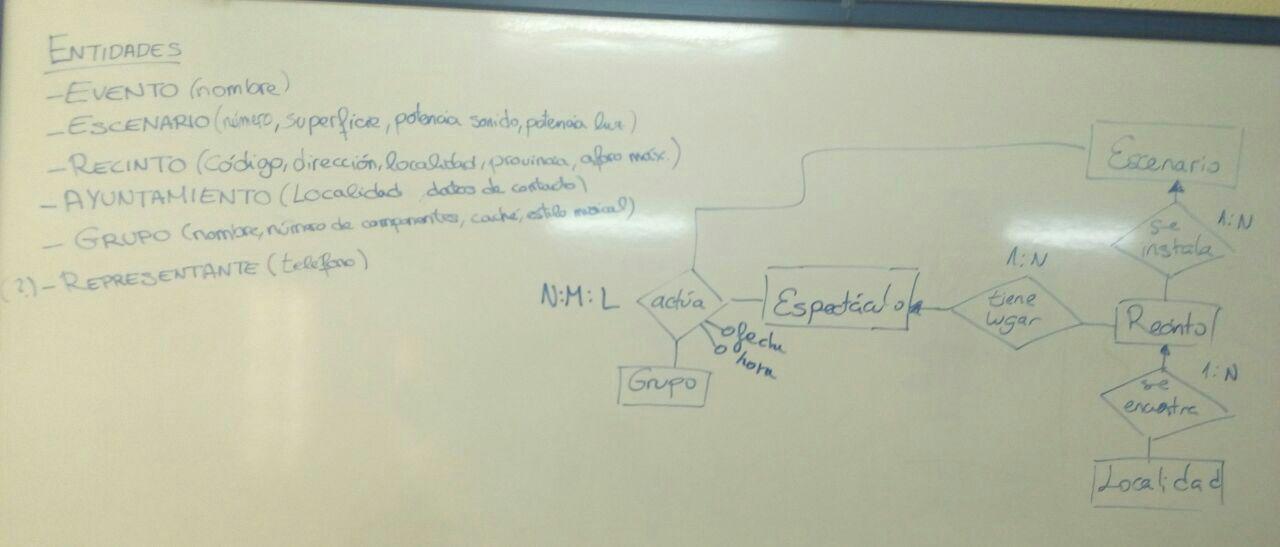 ENTIDADES
- EVENTO (nombre)
- ESCENARIO (número, superficie, potencia sonido, potencia luz)
- RECINTO (código, dirección, localidad, provincia, aforo máx.)
- AYUNTAMIENTO (Localidad, datos de contacto)
- GRUPO (nombre, número de componentes, caché, estilo musical)
(?) - REPRESENTANTE (teléfono)
Escenario
1:N
se
instala
1:N
N:M:L
actúa
Espectáculo
tiene
lugar
Recinto
fecha
hora
Grupo
1:N
se
encuentra
Localidad